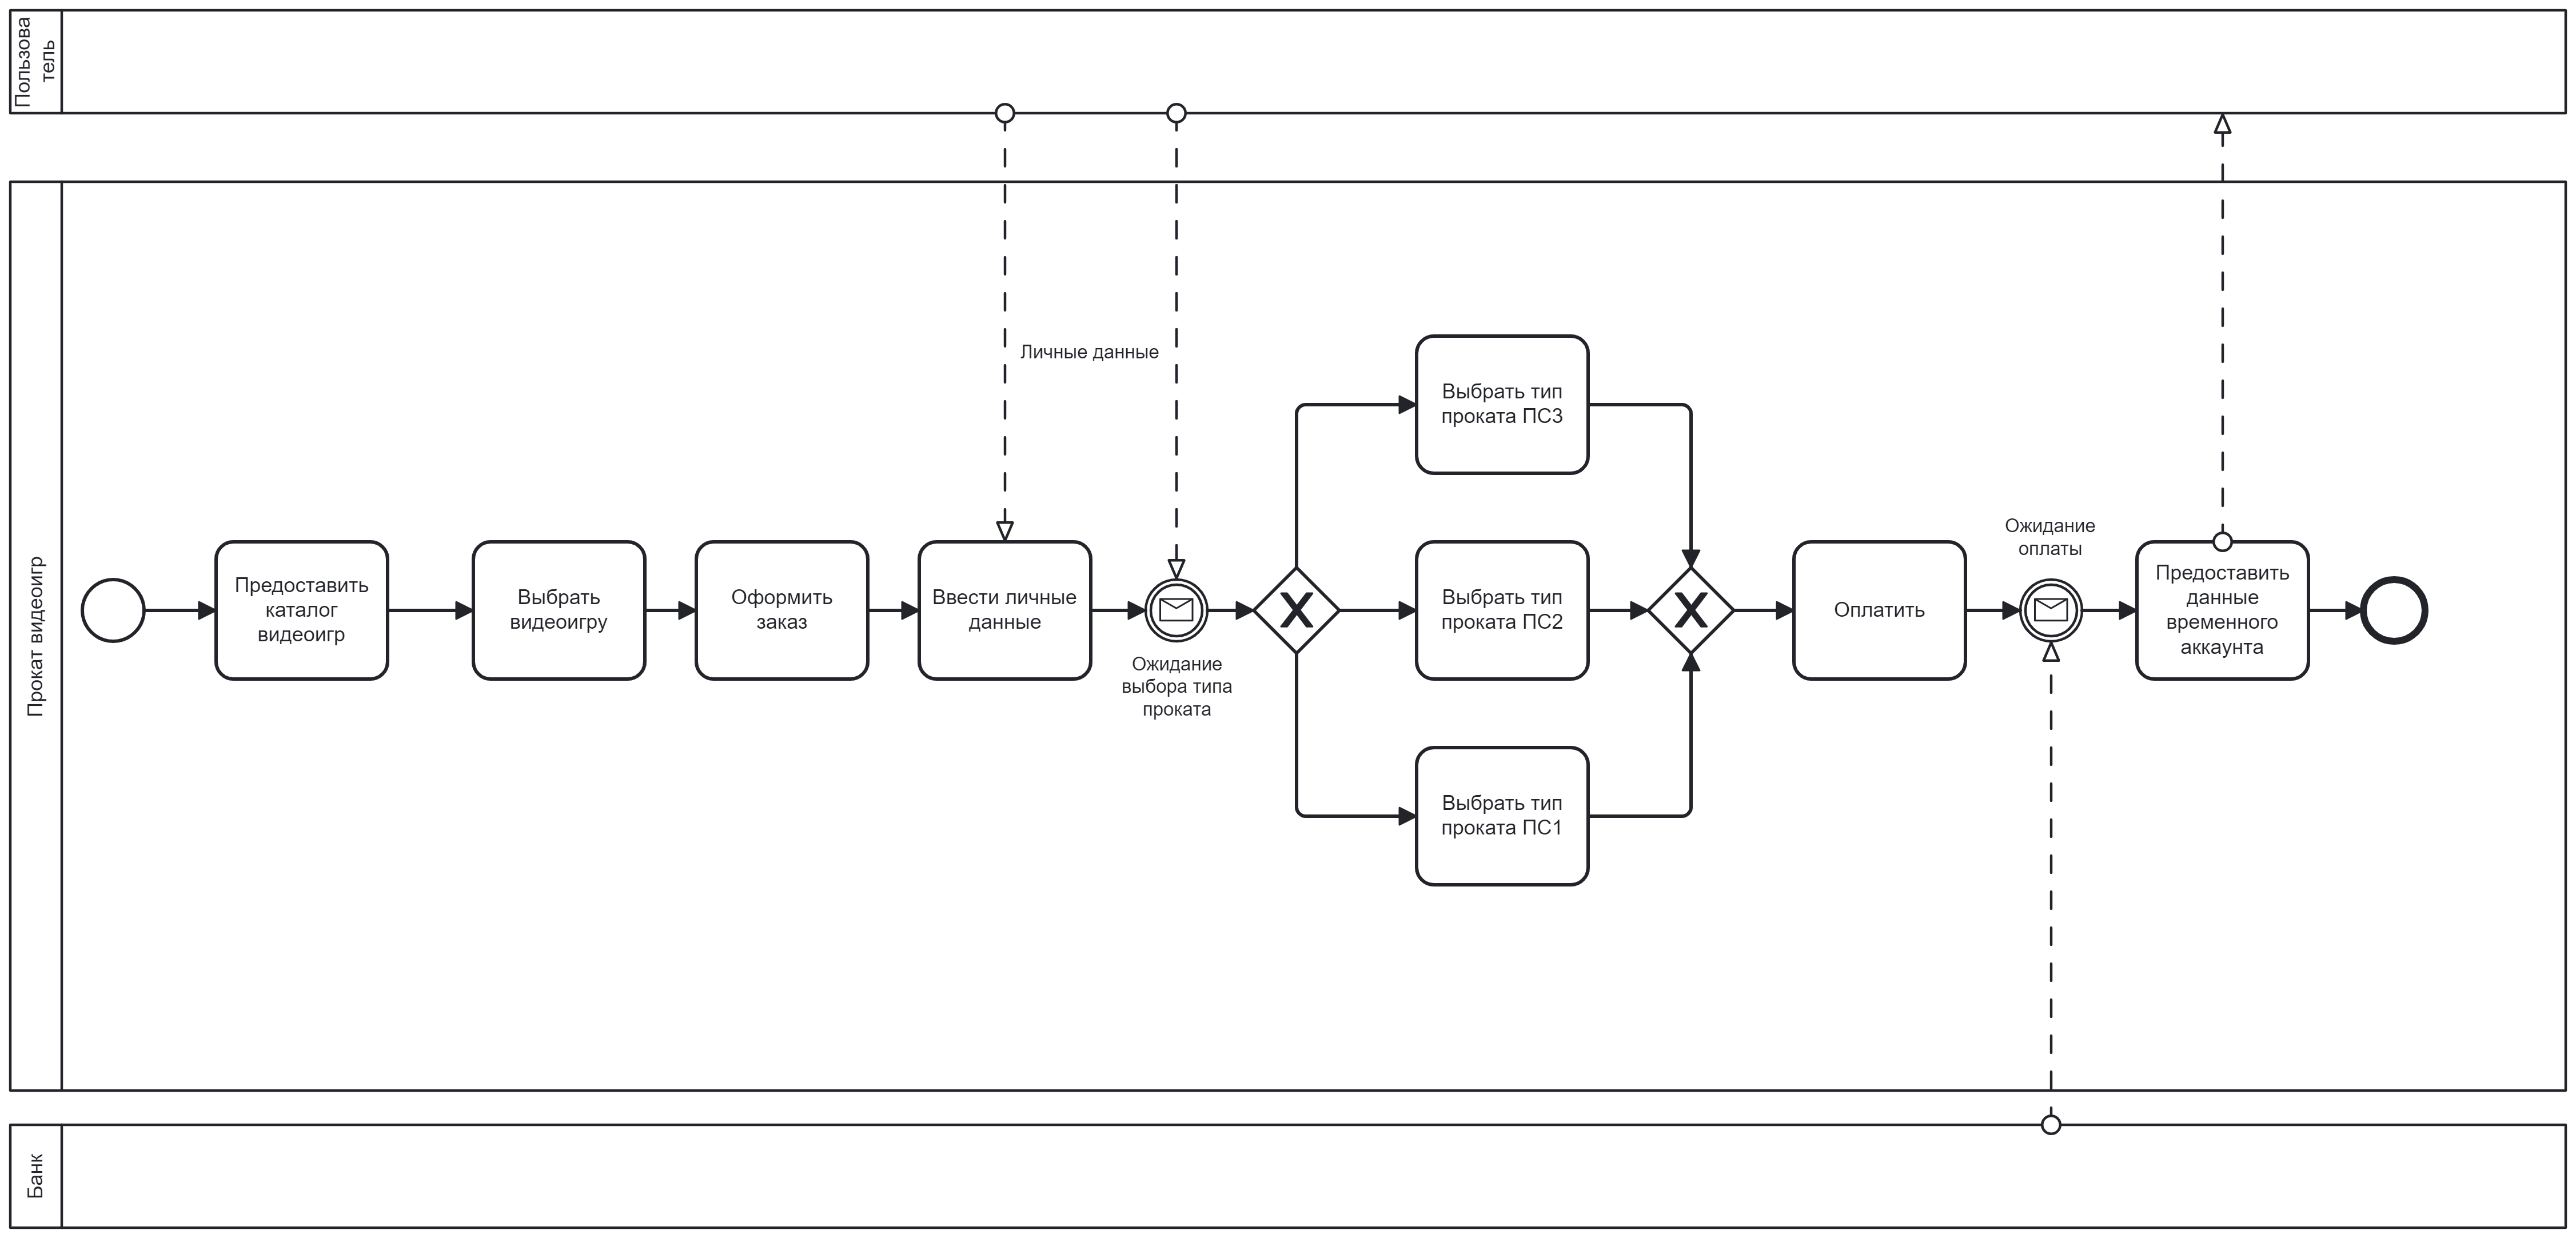 Пользова
тель
Прокат видеоигр
Предоставить
каталог
видеоигр
Выбрать
видеоигру
Оформить
заказ
Ввести личные
данные
Личные данные
Ожидание
выбора типа
проката
Выбрать тип
проката ПС3
Выбрать тип
проката ПС2
Выбрать тип
проката ПС1
Оплатить
Ожидание
оплаты
Предоставить
данные
временного
аккаунта
Банк